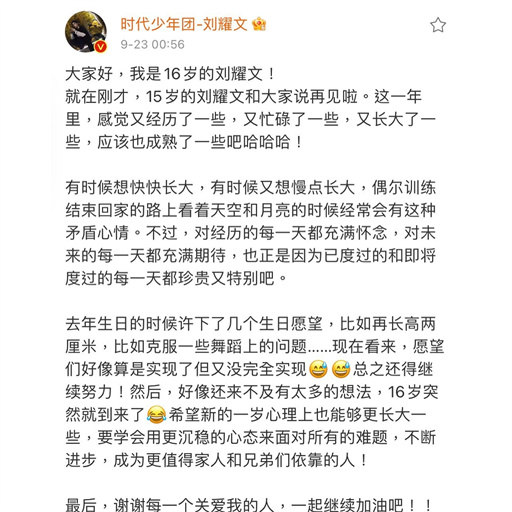 时代少年团-刘耀文
9-23 00:56
大家好，我是16岁的刘耀文！
就在刚才，15岁的刘耀文和大家说再见啦。这一年
里，感觉又经历了一些，又忙碌了一些，又长大了一
些，应该也成熟了一些吧哈哈哈！
有时候想快快长大，有时候又想慢点长大，偶尔训练
结束回家的路上看着天空和月亮的时候经常会有这种
矛盾心情。不过，对经历的每一天都充满怀念，对未
来的每一天都充满期待，也正是因为已度过的和即将
度过的每一天都珍贵又特别吧。
去年生日的时候许下了几个生日愿望，比如再长高两
厘米，比如克服一些舞蹈上的问题......现在看来，愿望
们好像算是实现了但又没完全实现😅😅总之还得继
续努力！然后，好像还来不及有太多的想法，16岁突
然就到来了😂希望新的一岁心理上也能够更长大一
些，要学会用更沉稳的心态来面对所有的难题，不断
进步，成为更值得家人和兄弟们依靠的人！
最后，谢谢每一个关爱我的人，一起继续加油吧！！